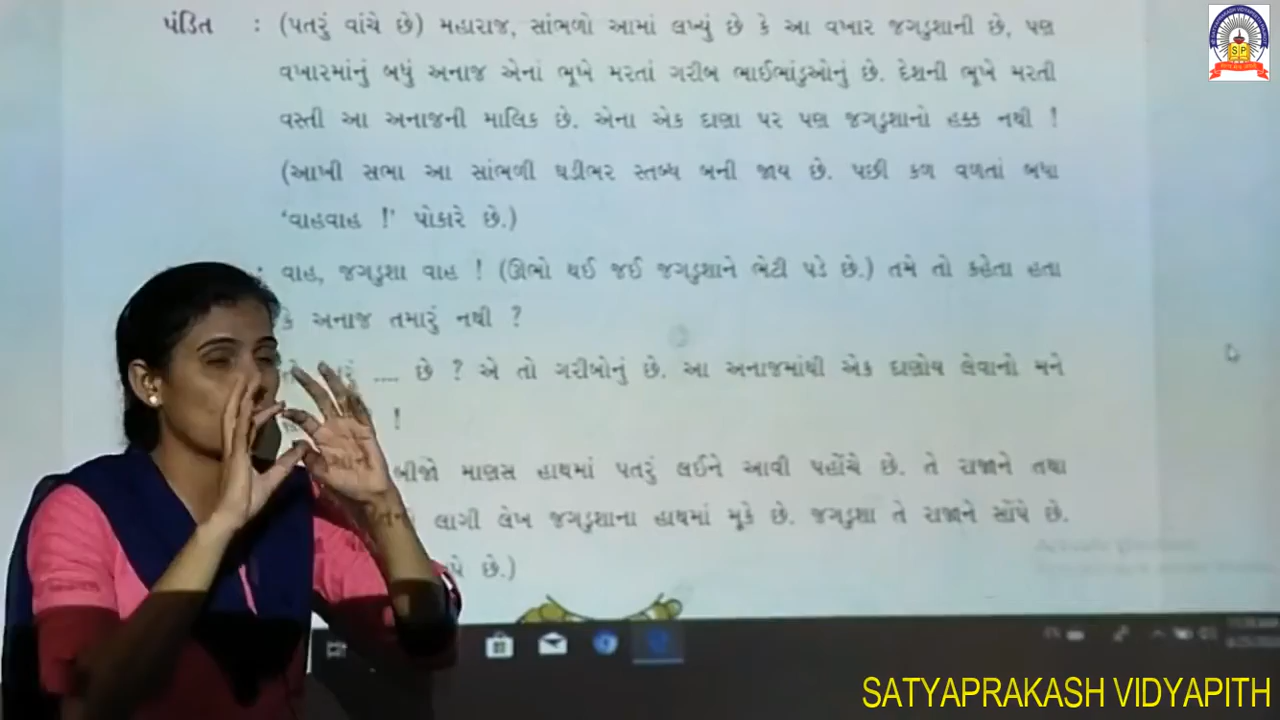 પંડિત : (પતરું વાંચે છે) મહારાજ, સાંભળો આમાં લખ્યું છે કે આ વખાર જગડુશાની છે, પણ
વખારમાંનું બધું અનાજ એના ભૂખે મરતાં ગરીબ ભાઈભાંડુઓનું છે. દેશની ભૂખે મરતી
વસ્તી આ અનાજની માલિક છે. એના એક દાણા પર પણ જગડુશાનો હક્ક નથી !
(આખી સભા આ સાંભળી ઘડીભર સ્તબ્ધ બની જાય છે. પછી કળ વળતાં બધા
‘વાહવાહ !’ પોકારે છે.)
: વાહ, જગડુશા વાહ ! (ઊભો થઈ જઈ જગડુશાને ભેટી પડે છે.) તમે તો કહેતા હતા
કે અનાજ તમારું નથી ?
.... છે ? એ તો ગરીબોનું છે. આ અનાજમાંથી એક દાણોય લેવાનો મને
!
બીજો માણસ હાથમાં પતરું લઈને આવી પહોંચે છે. તે રાજાને તથા
લાગી લેખ જગડુશાના હાથમાં મૂકે છે. જગડુશા તે રાજાને સોંપે છે.
છે.)
SP
SATYAPRAKASH VIDYAPITH